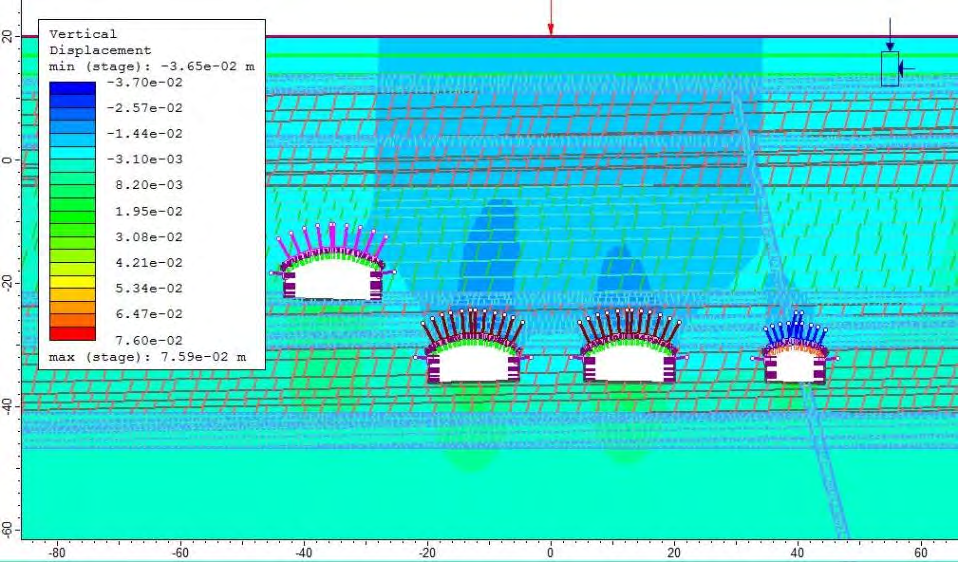 Vertical
Displacement
min (stage): -3.65e-02 m
-3.70e-02
-2.57e-02
-1.44e-02
-3.10e-03
8.20e-03
1.95e-02
3.08e-02
4.21e-02
5.34e-02
6.47e-02
7.60e-02
max (stage): 7.59e-02 m
20
0
-20
-40
-60
-80
-60
-40
-20
0
20
40
60